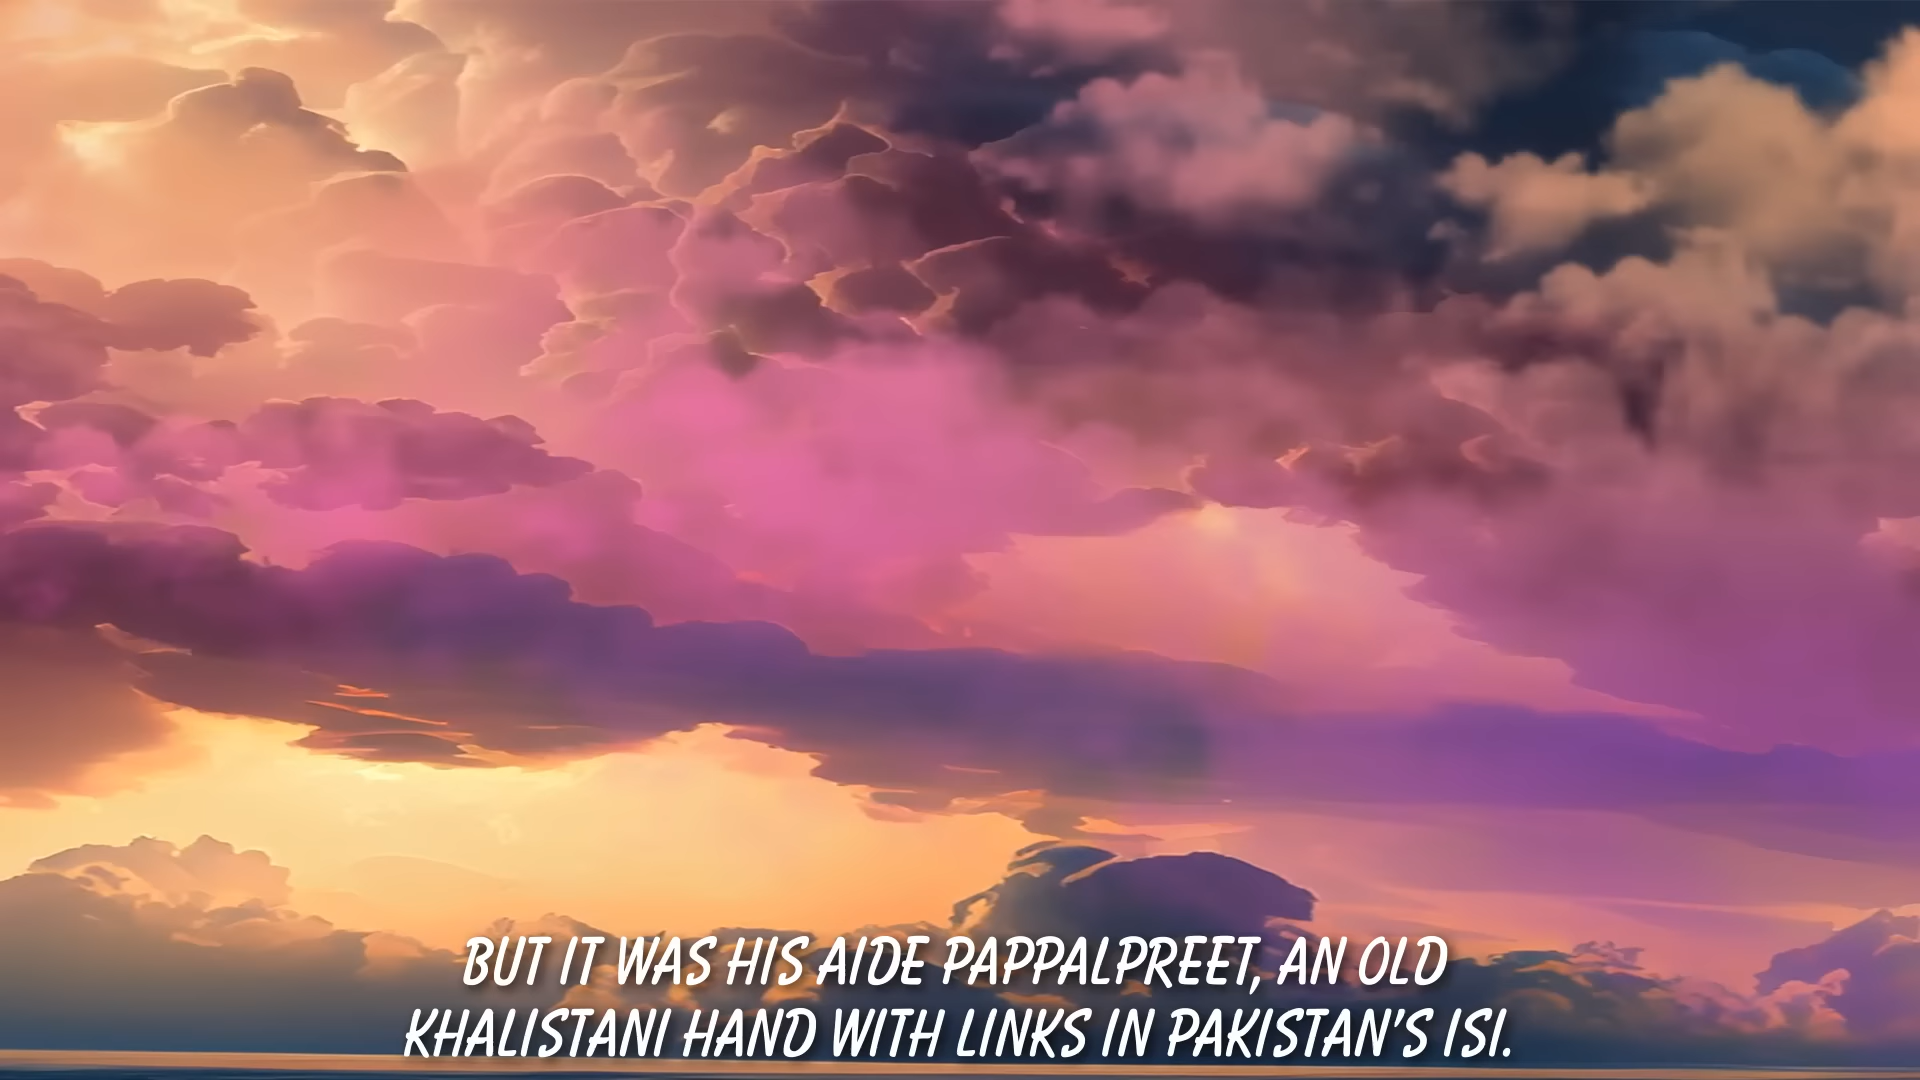 BUT IT WAS HIS AIDE PAPPALPREET, AN OLD
KHALISTANI HAND WITH LINKS IN PAKISTAN'S ISI.